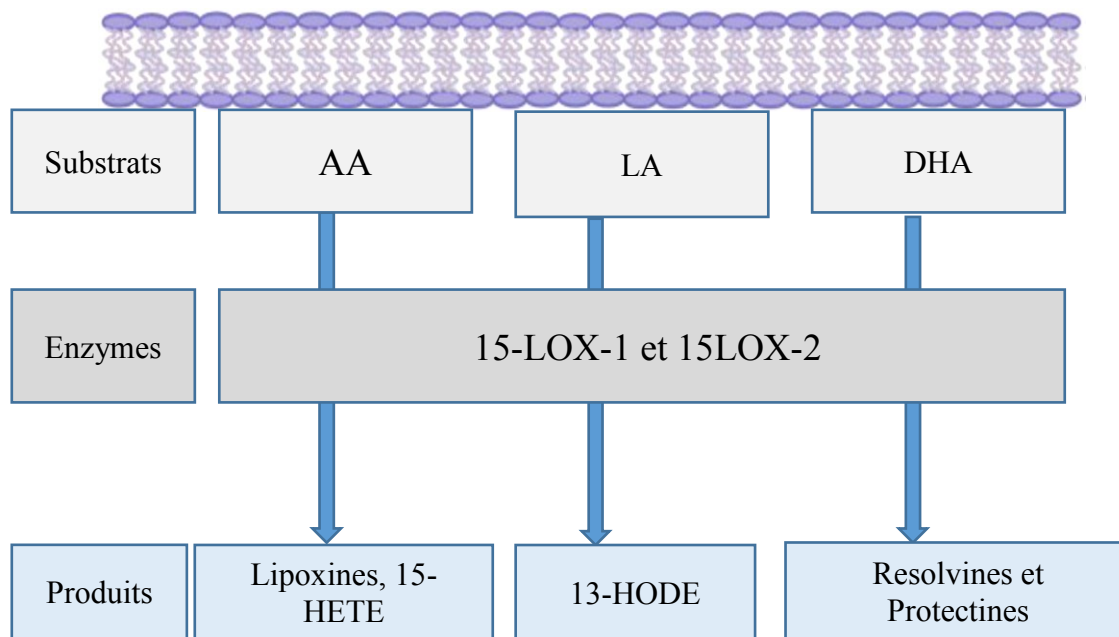 Substrats
AA
LA
DHA
Enzymes
15-LOX-1 et 15LOX-2
Produits
Lipoxines, 15-
HETE
13-HODE
Resolvines et
Protectines